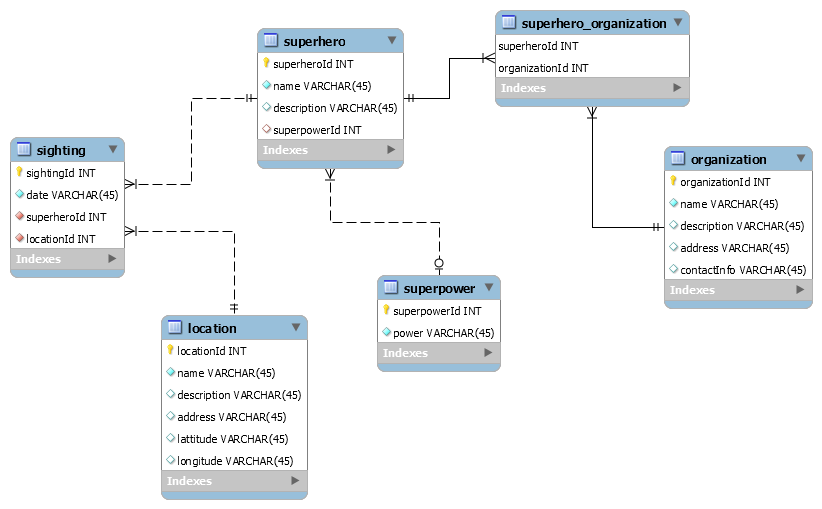 superhero
superheroId INT
name VARCHAR(45)
description VARCHAR(45)
superpowerId INT
Indexes
superhero_organization
superheroId INT
organizationId INT
Indexes
sighting
sightingId INT
date VARCHAR(45)
superheroId INT
locationId INT
Indexes
organization
organizationId INT
name VARCHAR(45)
description VARCHAR(45)
address VARCHAR(45)
contactInfo VARCHAR(45)
Indexes
superpower
superpowerId INT
power VARCHAR(45)
Indexes
location
locationId INT
name VARCHAR(45)
description VARCHAR(45)
address VARCHAR(45)
lattitude VARCHAR(45)
longitude VARCHAR(45)
Indexes